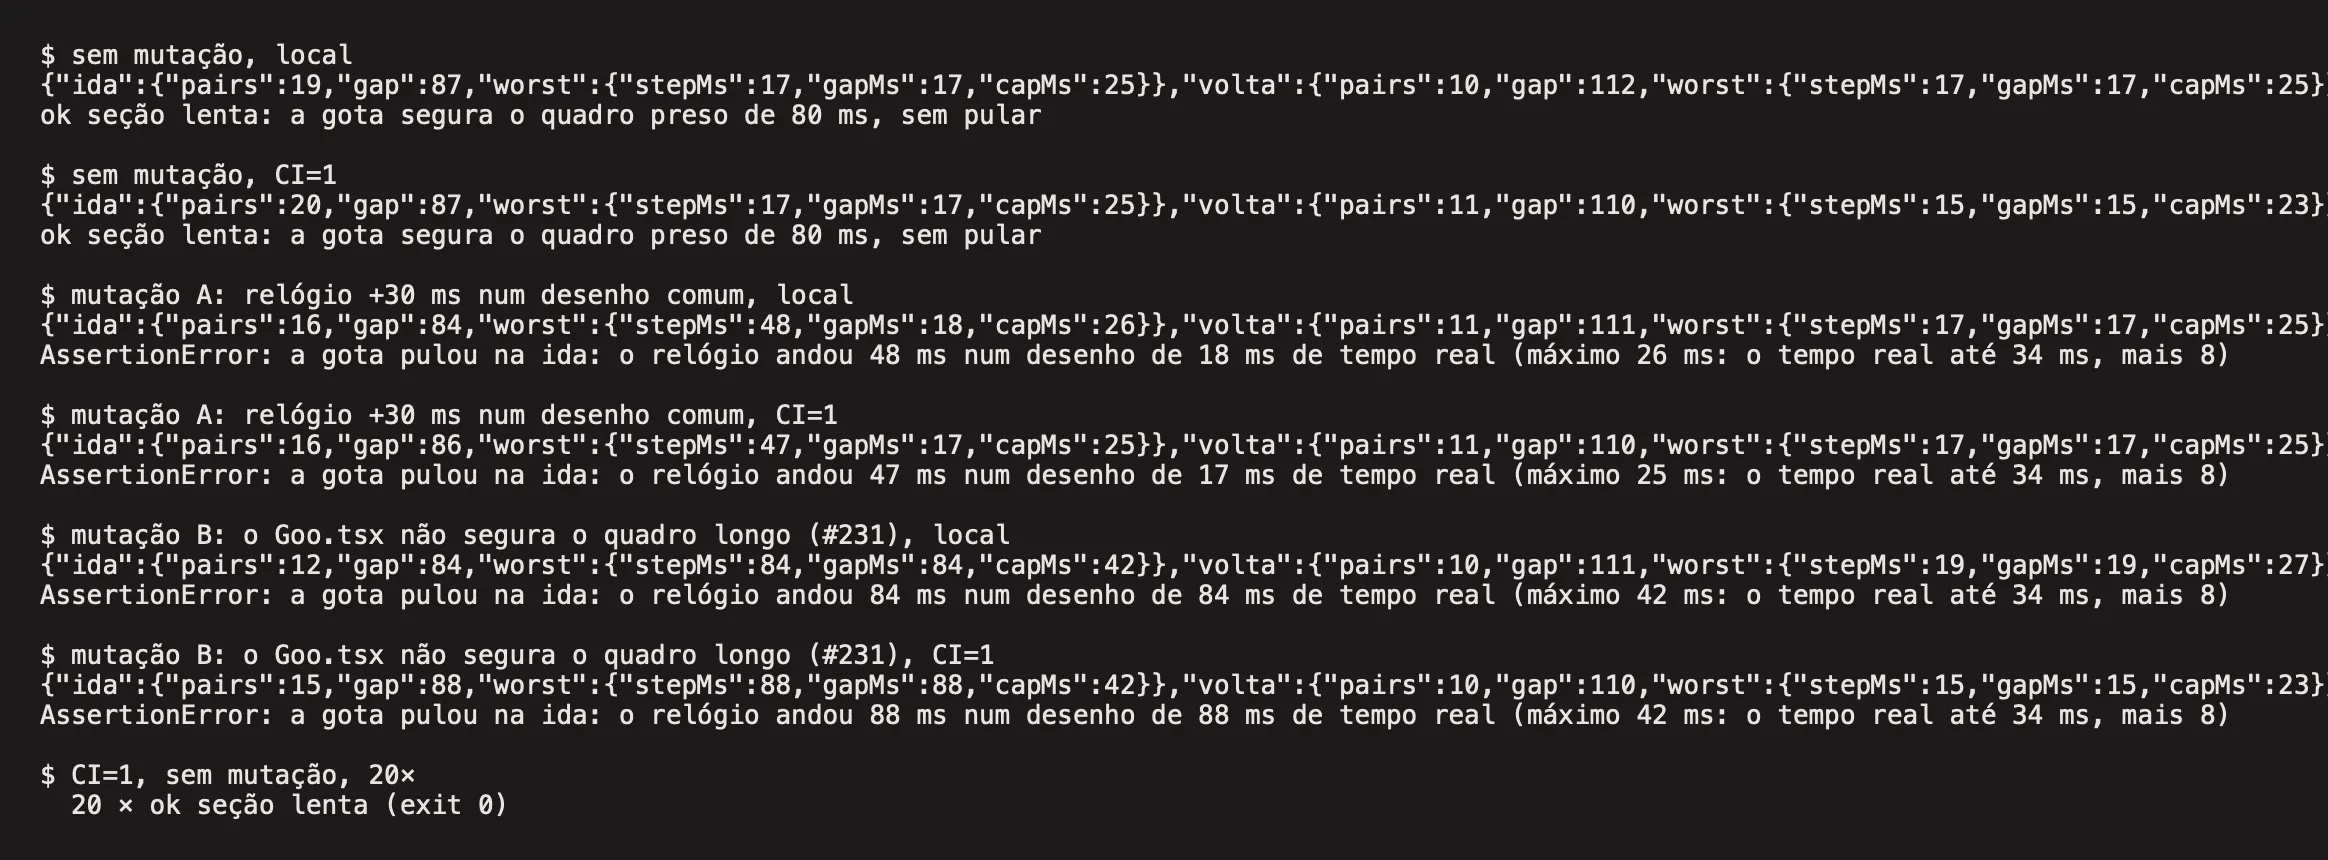 $ sem mutação, local
{"ida":{"pairs":19,"gap":87,"worst":{"stepMs":17,"gapMs":17,"capMs":25}},"volta":{"pairs":10,"gap":112,"worst":{"stepMs":17,"gapMs":17,"capMs":25}}
ok seção lenta: a gota segura o quadro preso de 80 ms, sem pular
$ sem mutação, CI=1
{"ida":{"pairs":20,"gap":87,"worst":{"stepMs":17,"gapMs":17,"capMs":25}},"volta":{"pairs":11,"gap":110,"worst":{"stepMs":15,"gapMs":15,"capMs":23}}
ok seção lenta: a gota segura o quadro preso de 80 ms, sem pular
$ mutação A: relógio +30 ms num desenho comum, local
{"ida":{"pairs":16,"gap":84,"worst":{"stepMs":48,"gapMs":18,"capMs":26}},"volta":{"pairs":11,"gap":111,"worst":{"stepMs":17,"gapMs":17,"capMs":25}}
AssertionError: a gota pulou na ida: o relógio andou 48 ms num desenho de 18 ms de tempo real (máximo 26 ms: o tempo real até 34 ms, mais 8)
$ mutação A: relógio +30 ms num desenho comum, CI=1
{"ida":{"pairs":16,"gap":86,"worst":{"stepMs":47,"gapMs":17,"capMs":25}},"volta":{"pairs":11,"gap":110,"worst":{"stepMs":17,"gapMs":17,"capMs":25}}
AssertionError: a gota pulou na ida: o relógio andou 47 ms num desenho de 17 ms de tempo real (máximo 25 ms: o tempo real até 34 ms, mais 8)
$ mutação B: o Goo.tsx não segura o quadro longo (#231), local
{"ida":{"pairs":12,"gap":84,"worst":{"stepMs":84,"gapMs":84,"capMs":42}},"volta":{"pairs":10,"gap":111,"worst":{"stepMs":19,"gapMs":19,"capMs":27}}
AssertionError: a gota pulou na ida: o relógio andou 84 ms num desenho de 84 ms de tempo real (máximo 42 ms: o tempo real até 34 ms, mais 8)
$ mutação B: o Goo.tsx não segura o quadro longo (#231), CI=1
{"ida":{"pairs":15,"gap":88,"worst":{"stepMs":88,"gapMs":88,"capMs":42}},"volta":{"pairs":10,"gap":110,"worst":{"stepMs":15,"gapMs":15,"capMs":23}}
AssertionError: a gota pulou na ida: o relógio andou 88 ms num desenho de 88 ms de tempo real (máximo 42 ms: o tempo real até 34 ms, mais 8)
$ CI=1, sem mutação, 20×
20 × ok seção lenta (exit 0)